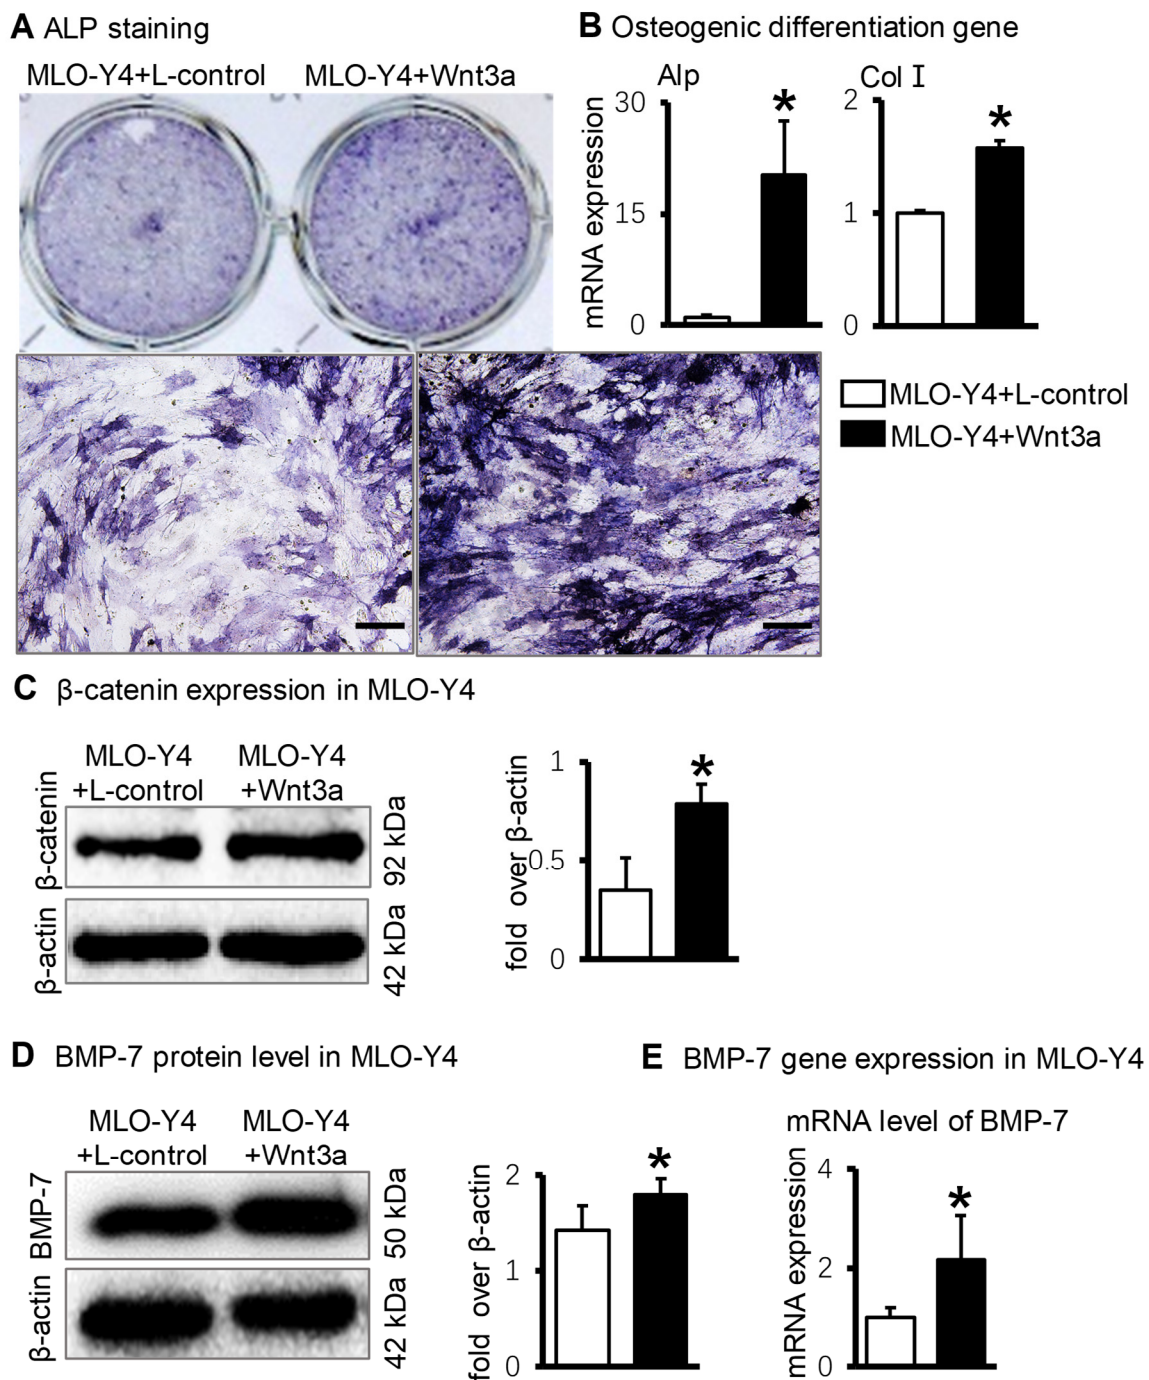 A ALP staining
MLO-Y4+L-control MLO-Y4+Wnt3a
B Osteogenic differentiation gene
Alp
mRNA expression
30
15
0
*
Col I
2
1
0
*
MLO-Y4+L-control
MLO-Y4+Wnt3a
C β-catenin expression in MLO-Y4
MLO-Y4
+L-control
MLO-Y4
+Wnt3a
β-catenin
92 kDa
β-actin
42 kDa
fold over β-actin
1
0.5
0
*
D BMP-7 protein level in MLO-Y4
MLO-Y4
+L-control
MLO-Y4
+Wnt3a
BMP-7
50 kDa
β-actin
42 kDa
fold over β-actin
2
1
0
*
E BMP-7 gene expression in MLO-Y4
mRNA level of BMP-7
mRNA expression
4
2
0
*